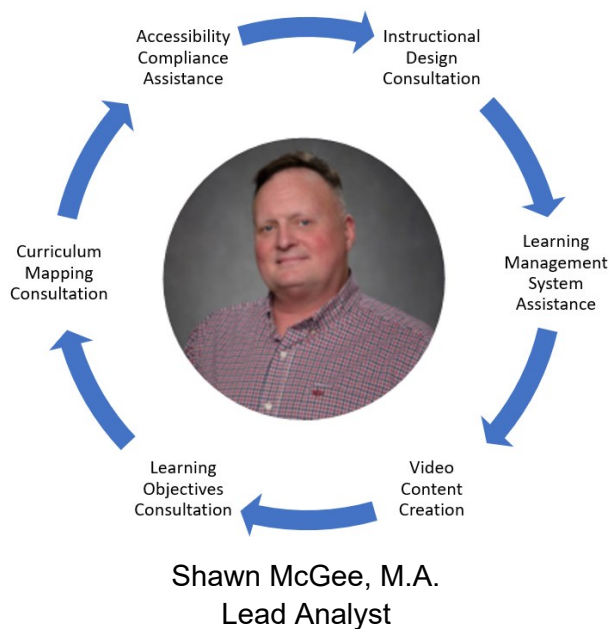 Accessibility
Compliance
Assistance
Instructional
Design
Consultation
Learning
Management
System
Assistance
Video
Content
Creation
Learning
Objectives
Consultation
Curriculum
Mapping
Consultation
Shawn McGee, M.A.
Lead Analyst